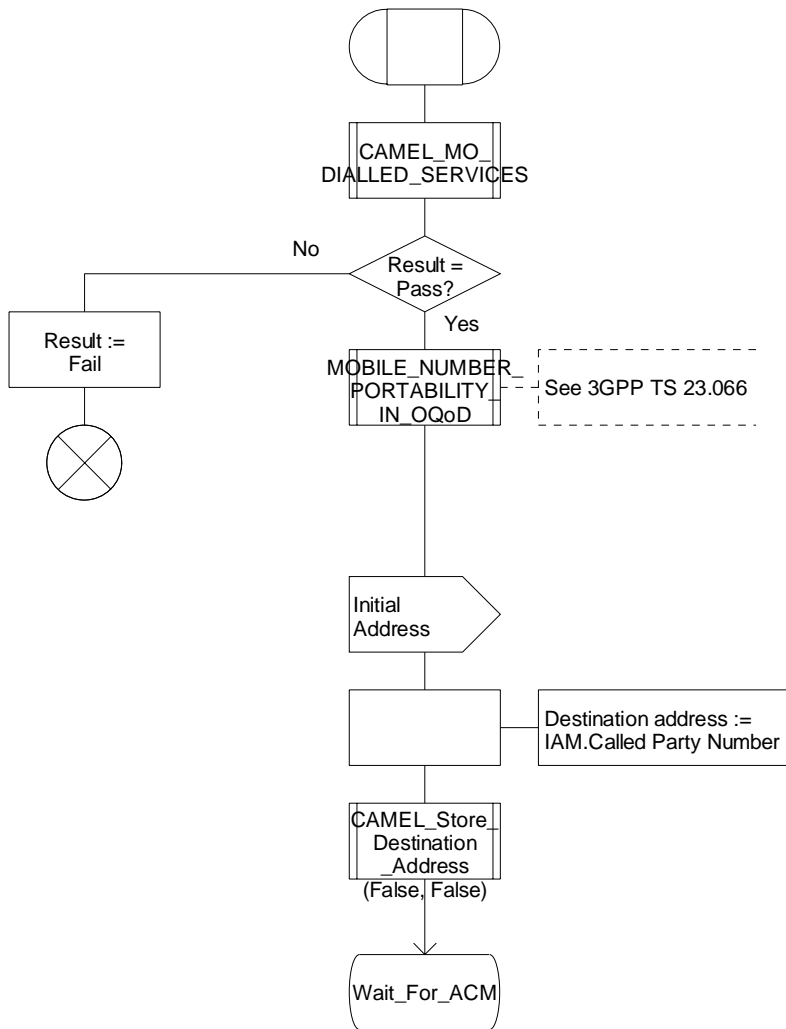 CAMEL_MO_
DIALLED_SERVICES
No
Result =
Pass?
Yes
Result :=
Fail
MOBILE_NUMBER_
PORTABILITY_
IN_OQoD
See 3GPP TS 23.066
Initial
Address
Destination address :=
IAM.Called Party Number
CAMEL_Store_
Destination
_Address
(False, False)
Wait_For_ACM